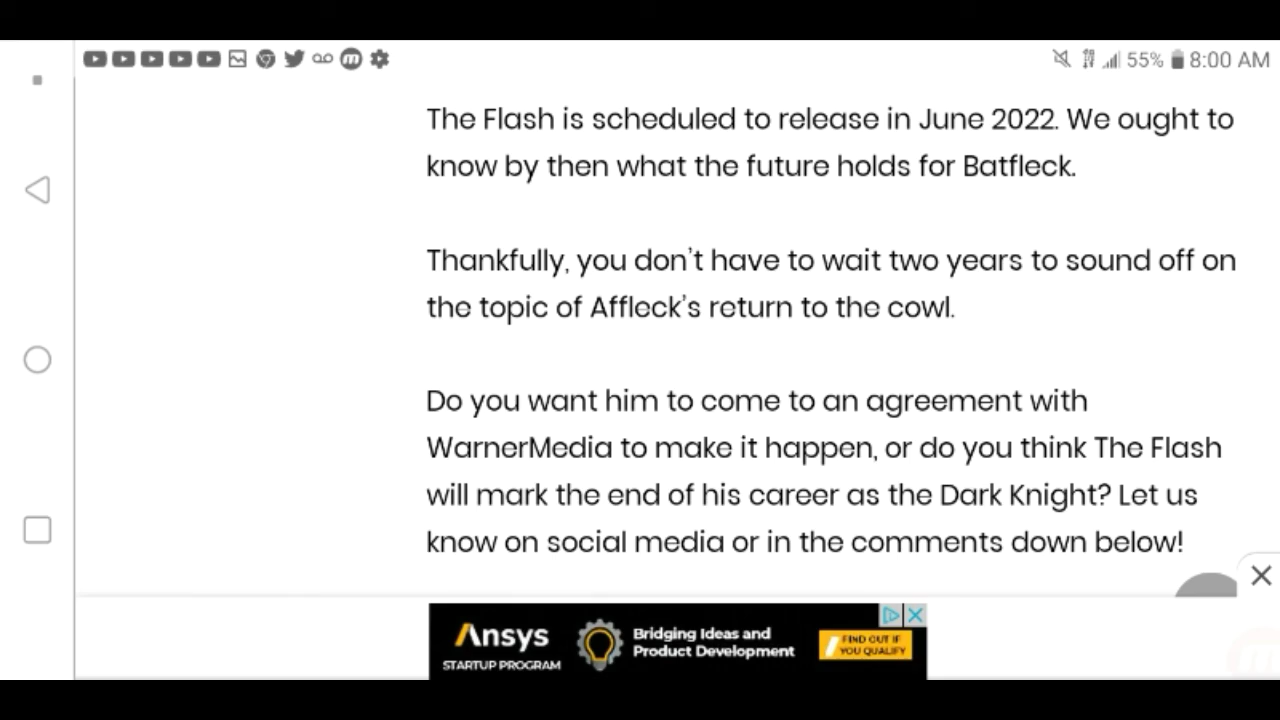 55% 8:00 AM
The Flash is scheduled to release in June 2022. We ought to
know by then what the future holds for Batfleck.
Thankfully, you don't have to wait two years to sound off on
the topic of Affleck's return to the cowl.
Do you want him to come to an agreement with
WarnerMedia to make it happen, or do you think The Flash
will mark the end of his career as the Dark Knight? Let us
know on social media or in the comments down below!
Ansys
STARTUP PROGRAM
Bridging Ideas and
Product Development
FIND OUT IF
YOU QUALIFY